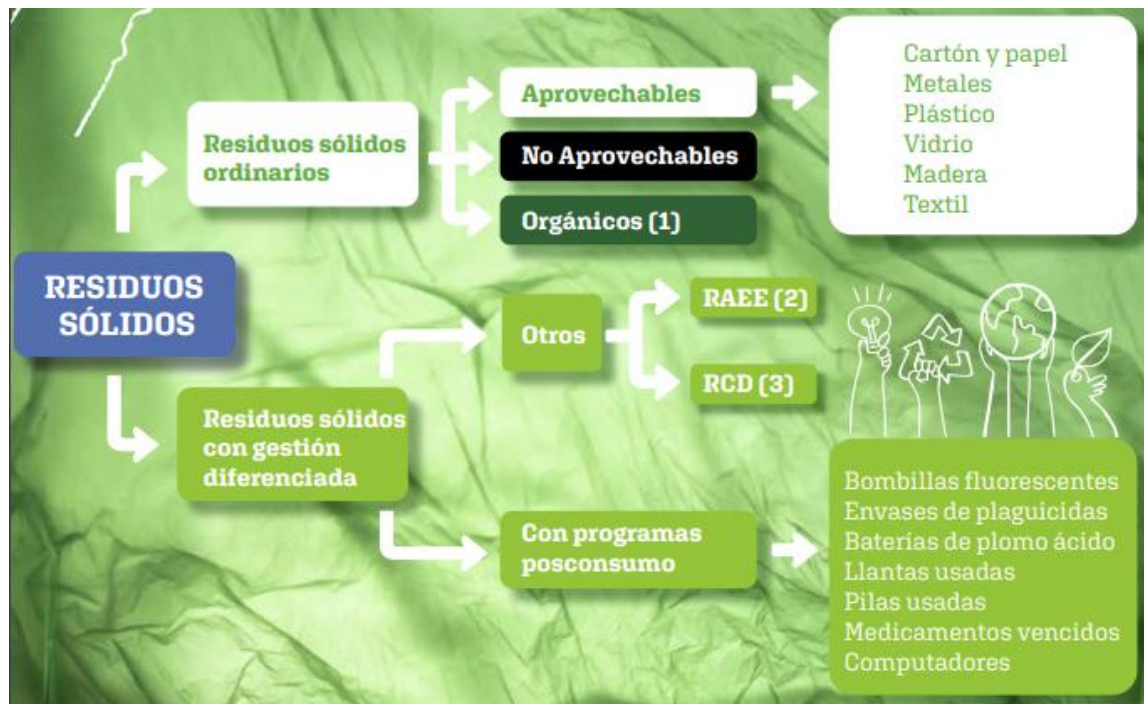 RESIDUOS
SÓLIDOS
Residuos sólidos
ordinarios
Aprovechables
No Aprovechables
Orgánicos (1)
Cartón y papel
Metales
Plástico
Vidrio
Madera
Textil
Residuos sólidos
con gestión
diferenciada
Otros
RAEE (2)
RCD (3)
Con programas
posconsumo
Bombillas fluorescentes
Envases de plaguicidas
Baterías de plomo ácido
Llantas usadas
Pilas usadas
Medicamentos vencidos
Computadores